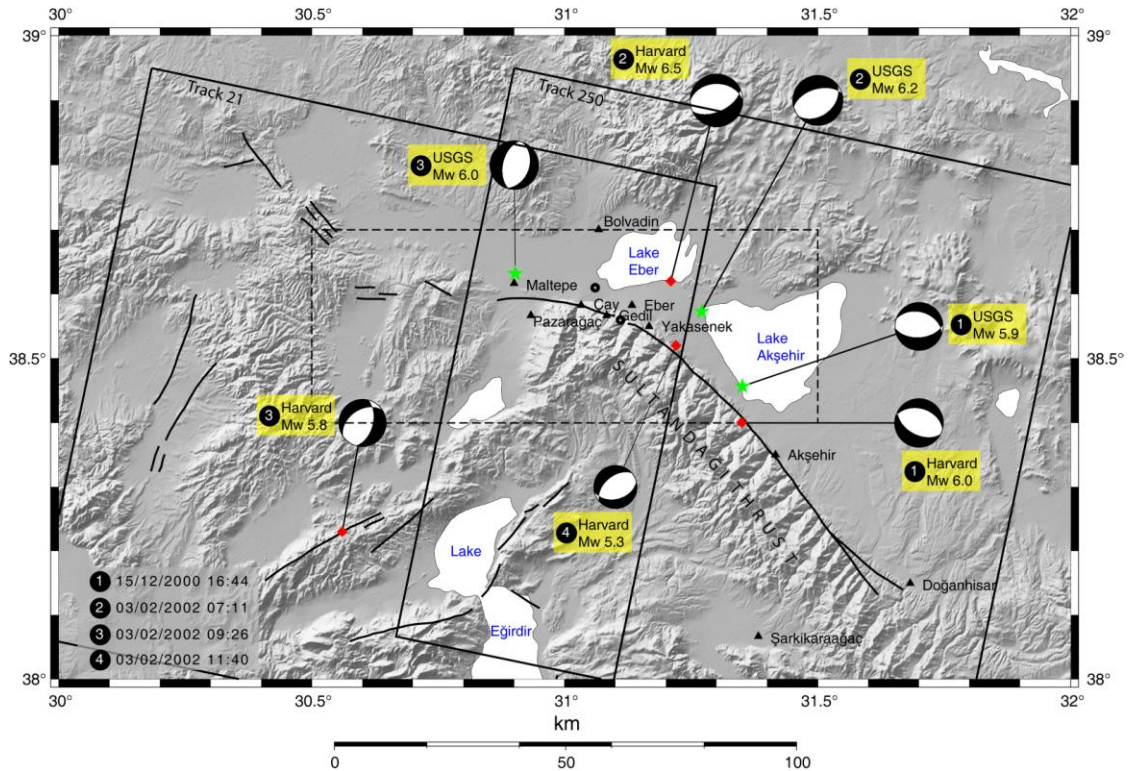 30°
30.5°
31°
31.5°
32°
39°
39°
Track 21
Track 250
2
Harvard
Mw 6.5
2
USGS
Mw 6.2
3
USGS
Mw 6.0
Bolvadin
Lake
Eber
Maltepe
Çay
Eber
Pazarağaç
Gedil
Yakasenek
Lake
Akşehir
1
USGS
Mw 5.9
38.5°
38.5°
SULTANDAĞI THRUST
3
Harvard
Mw 5.8
Akşehir
1
Harvard
Mw 6.0
4
Harvard
Mw 5.3
Lake
Eğirdir
Doğanhisar
Şarkikaraağaç
1 15/12/2000 16:44
2 03/02/2002 07:11
3 03/02/2002 09:26
4 03/02/2002 11:40
38°
38°
30°
30.5°
31°
31.5°
32°
km
0
50
100